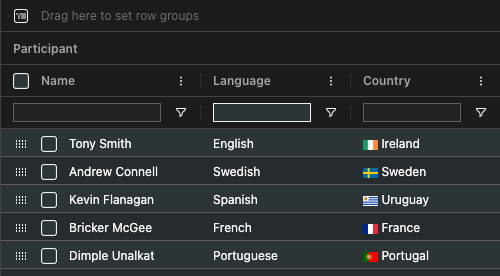 Drag here to set row groups
Participant
Name Language Country
Tony Smith English Ireland
Andrew Connell Swedish Sweden
Kevin Flanagan Spanish Uruguay
Bricker McGee French France
Dimple Unalkat Portuguese Portugal